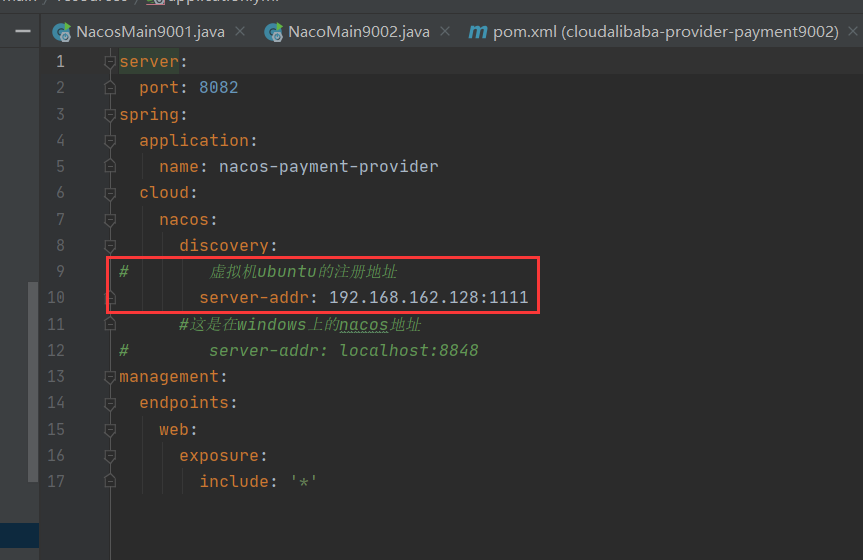 NacosMain9001.java NacoMain9002.java pom.xml (cloudalibaba-provider-payment9002)
1 server:
2 port: 8082
3 spring:
4 application:
5 name: nacos-payment-provider
6 cloud:
7 nacos:
8 discovery:
9 # 虚拟机ubuntu的注册地址
10 server-addr: 192.168.162.128:1111
11 #这是在windows上的nacos地址
12 # server-addr: localhost:8848
13 management:
14 endpoints:
15 web:
16 exposure:
17 include: '*'